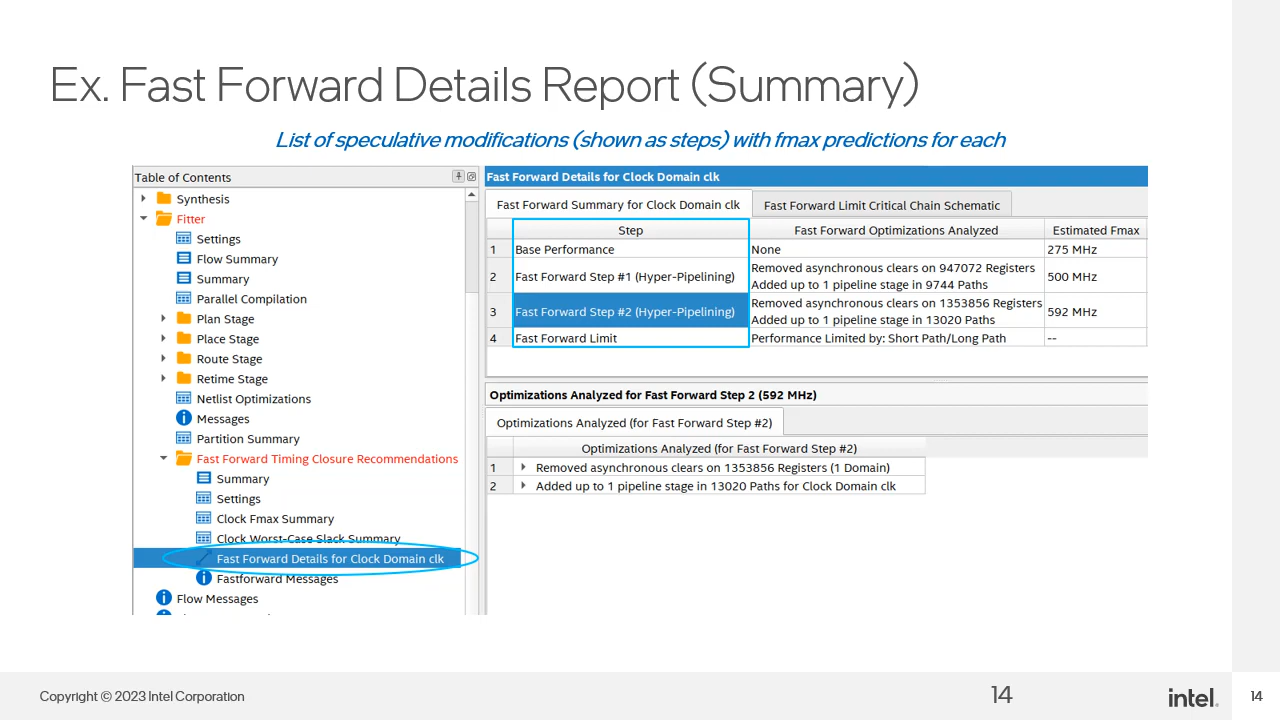 Ex. Fast Forward Details Report (Summary)
List of speculative modifications (shown as steps) with fmax predictions for each
Table of Contents
Synthesis
Fitter
Settings
Flow Summary
Summary
Parallel Compilation
Plan Stage
Place Stage
Route Stage
Retime Stage
Netlist Optimizations
Messages
Partition Summary
Fast Forward Timing Closure Recommendations
Summary
Settings
Clock Fmax Summary
Clock Worst-Case Slack Summary
Fast Forward Details for Clock Domain clk
Fastforward Messages
Flow Messages
Fast Forward Details for Clock Domain clk
Fast Forward Summary for Clock Domain clk Fast Forward Limit Critical Chain Schematic
Step Fast Forward Optimizations Analyzed Estimated Fmax
1 Base Performance None 275 MHz
2 Fast Forward Step #1 (Hyper-Pipelining) Removed asynchronous clears on 947072 Registers 500 MHz
Added up to 1 pipeline stage in 9744 Paths
3 Fast Forward Step #2 (Hyper-Pipelining) Removed asynchronous clears on 1353856 Registers 592 MHz
Added up to 1 pipeline stage in 13020 Paths
4 Fast Forward Limit Performance Limited by: Short Path/Long Path --
Optimizations Analyzed for Fast Forward Step 2 (592 MHz)
Optimizations Analyzed (for Fast Forward Step #2)
Optimizations Analyzed (for Fast Forward Step #2)
1 Removed asynchronous clears on 1353856 Registers (1 Domain)
2 Added up to 1 pipeline stage in 13020 Paths for Clock Domain clk
Copyright © 2023 Intel Corporation
14
intel.
14